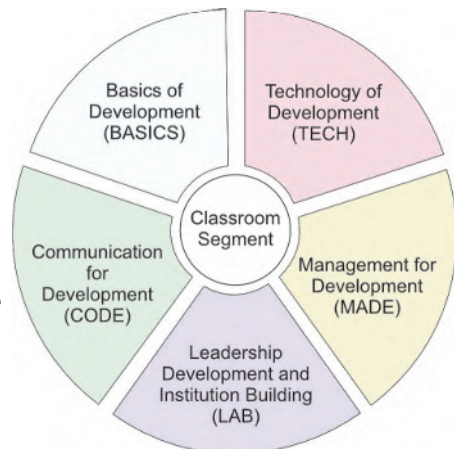 Basics of
Development
(BASICS)
Technology of
Development
(TECH)
Classroom
Segment
Communication
for
Development
(CODE)
Management for
Development
(MADE)
Leadership
Development and
Institution Building
(LAB)